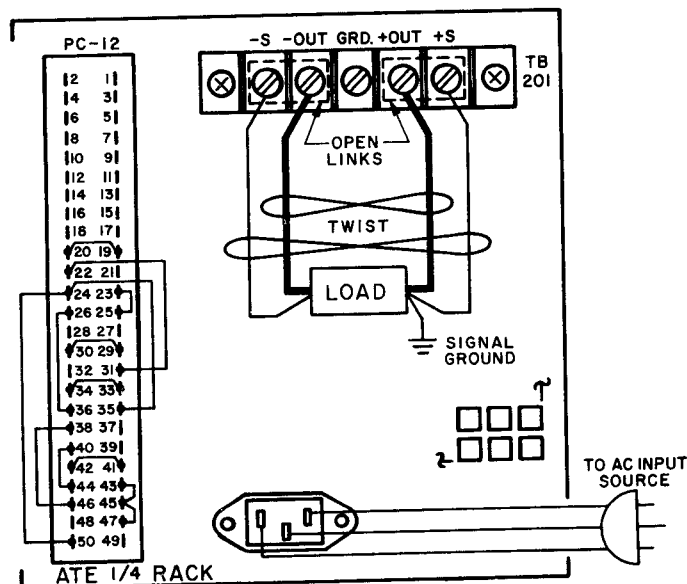 PC-12
2 1
4 3
6 5
8 7
10 9
12 11
14 13
16 15
18 17
20 19
22 21
24 23
26 25
28 27
30 29
32 31
34 33
36 35
38 37
40 39
42 41
44 43
46 45
48 47
50 49
-S -OUT GRD. +OUT +S
TB
201
OPEN
LINKS
TWIST
LOAD
SIGNAL
GROUND
TO AC INPUT
SOURCE
ATE 1/4 RACK